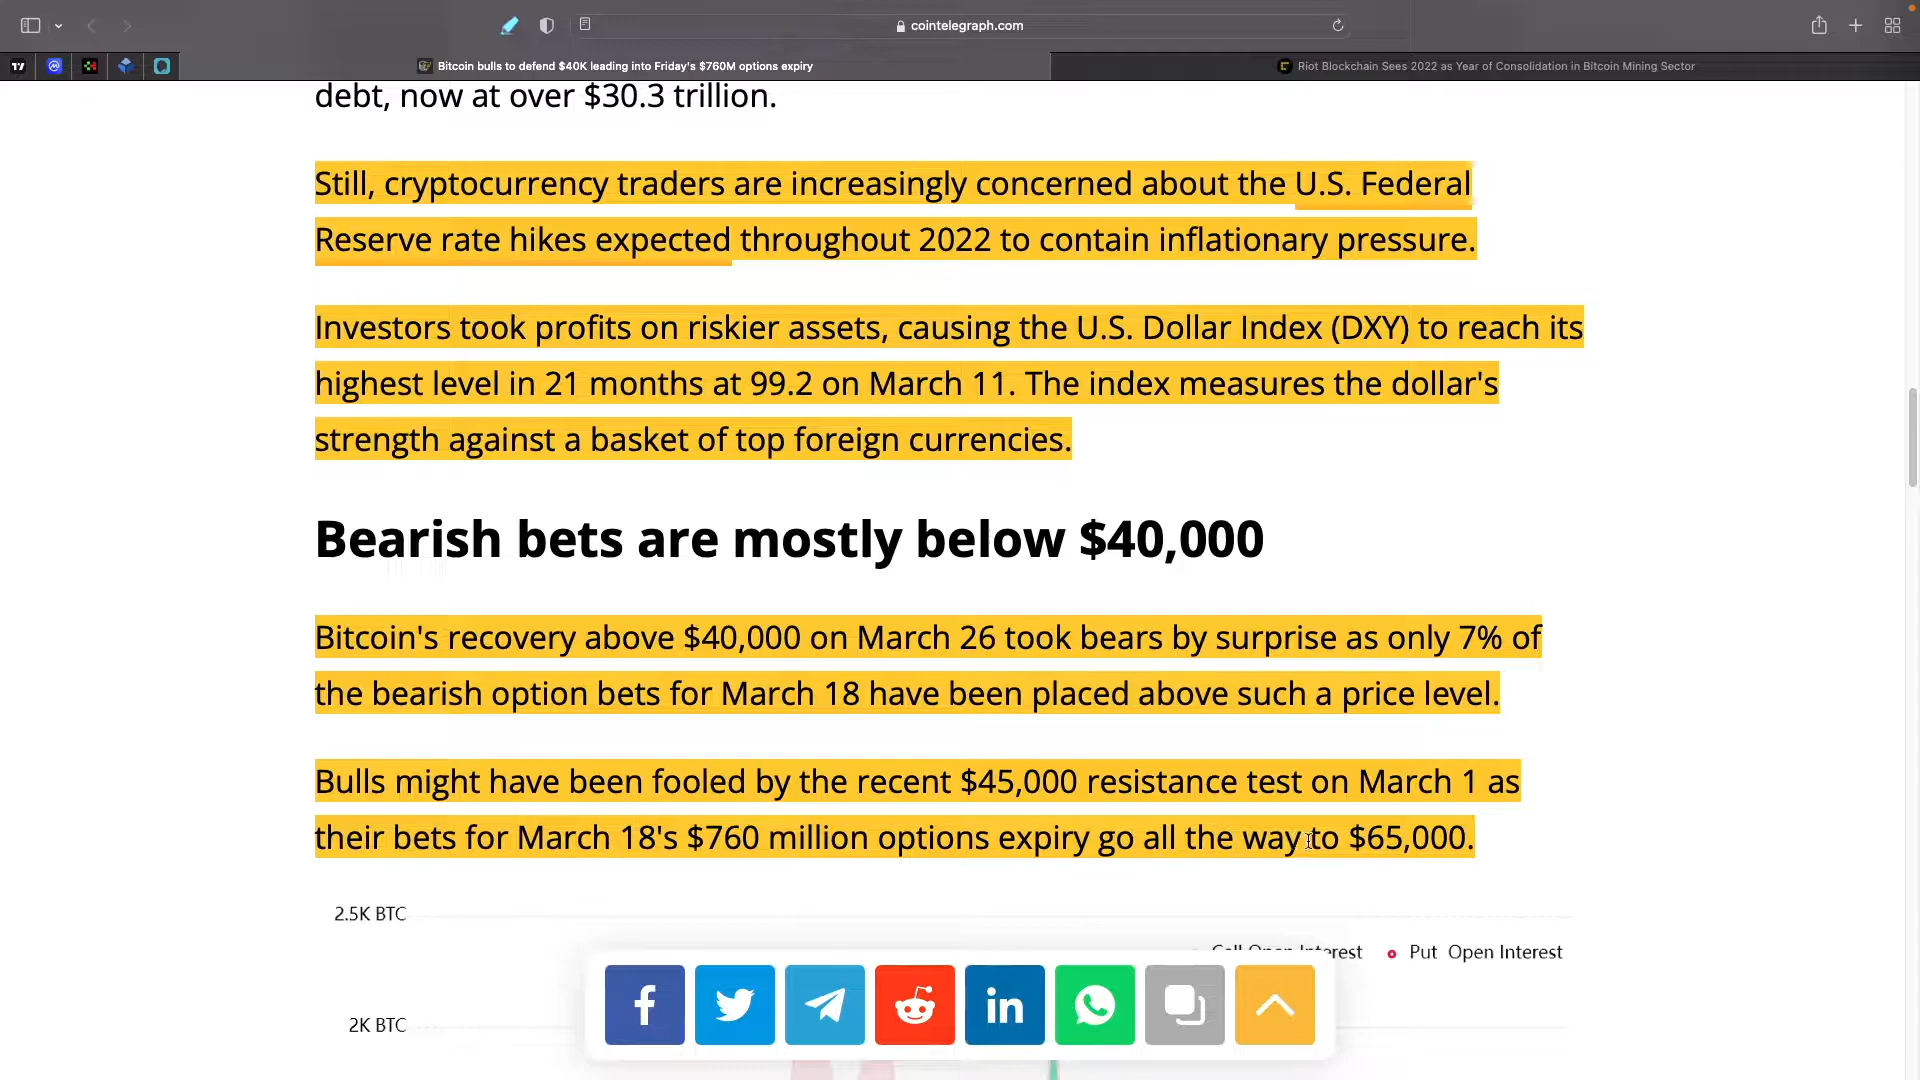 cointelegraph.com
Bitcoin bulls to defend $40K leading into Friday's $760M options expiry
Riot Blockchain Sees 2022 as Year of Consolidation in Bitcoin Mining Sector
debt, now at over $30.3 trillion.
Still, cryptocurrency traders are increasingly concerned about the U.S. Federal
Reserve rate hikes expected throughout 2022 to contain inflationary pressure.
Investors took profits on riskier assets, causing the U.S. Dollar Index (DXY) to reach its
highest level in 21 months at 99.2 on March 11. The index measures the dollar's
strength against a basket of top foreign currencies.
Bearish bets are mostly below $40,000
Bitcoin's recovery above $40,000 on March 26 took bears by surprise as only 7% of
the bearish option bets for March 18 have been placed above such a price level.
Bulls might have been fooled by the recent $45,000 resistance test on March 1 as
their bets for March 18's $760 million options expiry go all the way to $65,000.
2.5K BTC
Call Open Interest
Put Open Interest
2K BTC